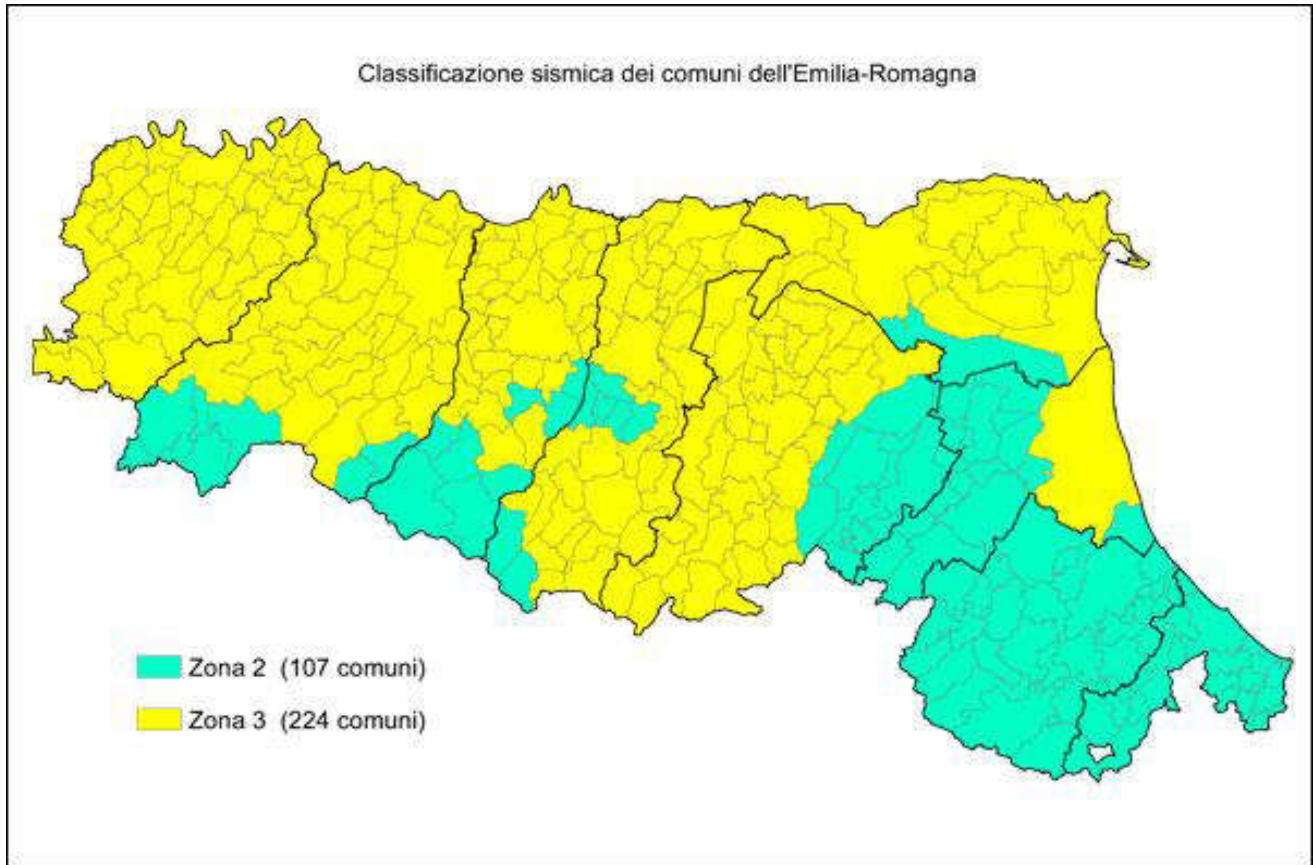 Classificazione sismica dei comuni dell'Emilia-Romagna
Zona 2 (107 comuni)
Zona 3 (224 comuni)